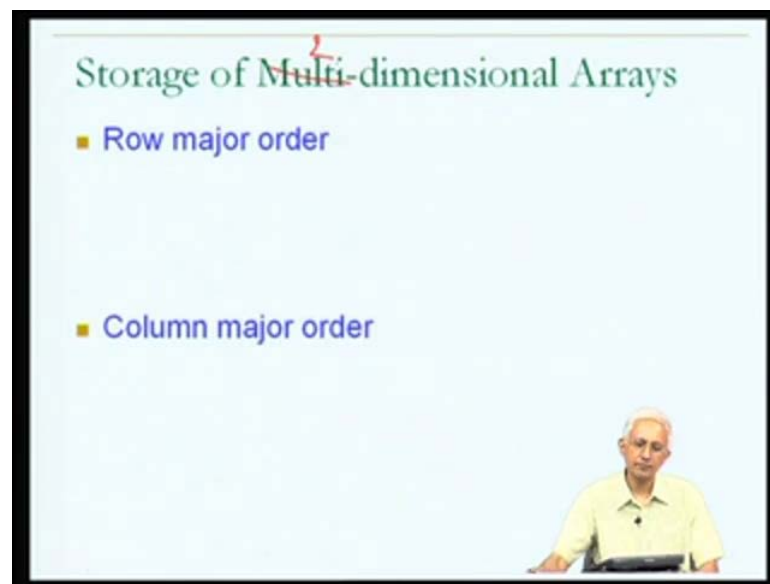 2
Storage of Multi-dimensional Arrays
Row major order
Column major order